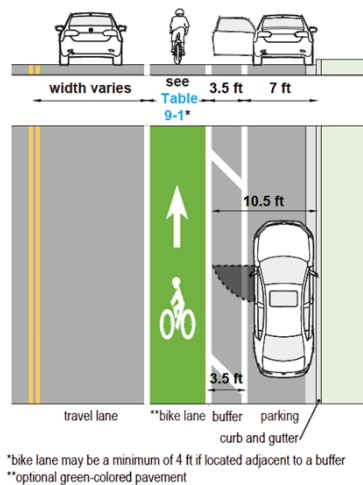 width varies
see
Table
9-1*
3.5 ft
7 ft
10.5 ft
3.5 ft
travel lane
**bike lane
buffer
parking
curb and gutter
*bike lane may be a minimum of 4 ft if located adjacent to a buffer
**optional green-colored pavement